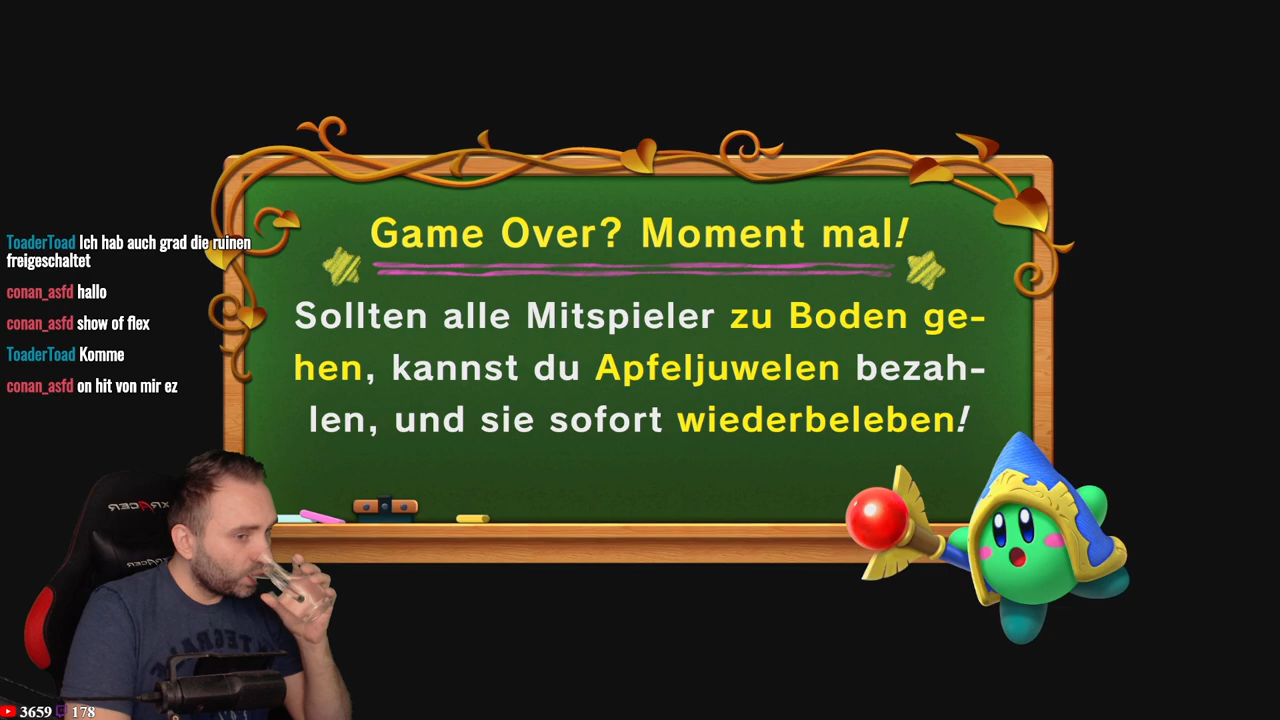 Game Over? Moment mal!
Sollten alle Mitspieler zu Boden ge-
hen, kannst du Apfeljuwelen bezah-
len, und sie sofort wiederbeleben!
ToaderToad Ich hab auch grad die ruinen
freigeschaltet
conan_asfd hallo
conan_asfd show of flex
ToaderToad Komme
conan_asfd on hit von mir ez
3659 178